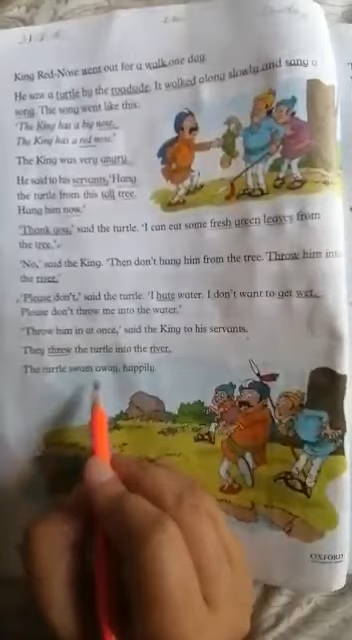 King Red-Nose went out for a walk one day.
He saw a turtle by the roadside. It walked along slowly and sang a
song. The song went like this:
'The King has a big nose.
The King has a red nose.'
The King was very angry.
He said to his servants, 'Hang
the turtle from this tall tree.
Hang him now.'
'Thank you,' said the turtle. 'I can eat some fresh green leaves from
the tree.'
'No,' said the King. 'Then don't hang him from the tree. Throw him into
the river.'
'Please don't,' said the turtle. 'I hate water. I don't want to get wet.
Please don't throw me into the water.'
'Throw him in at once,' said the King to his servants.
They threw the turtle into the river.
The turtle swam away, happily.
OXFORD